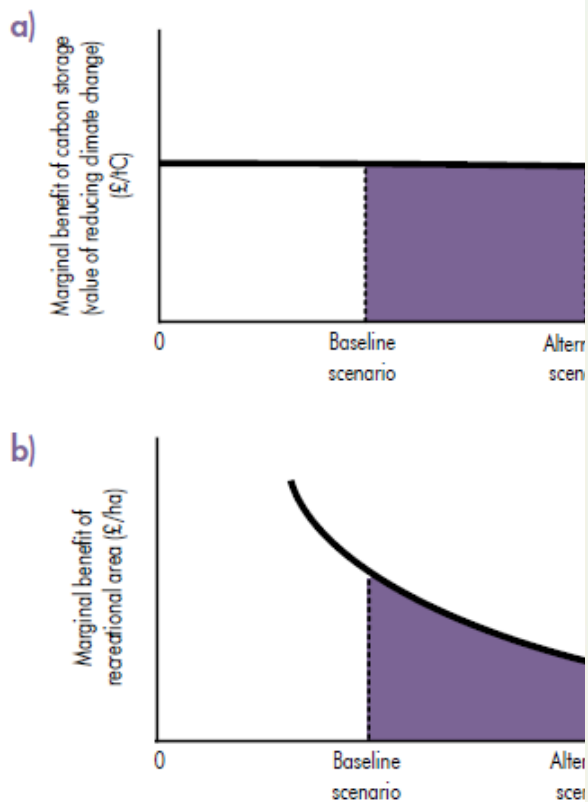 a)
Marginal benefit of carbon storage
(value of reducing climate change)
(£/tC)
0
Baseline
scenario
b)
Marginal benefit of
recreational area (£/ha)
0
Baseline
scenario